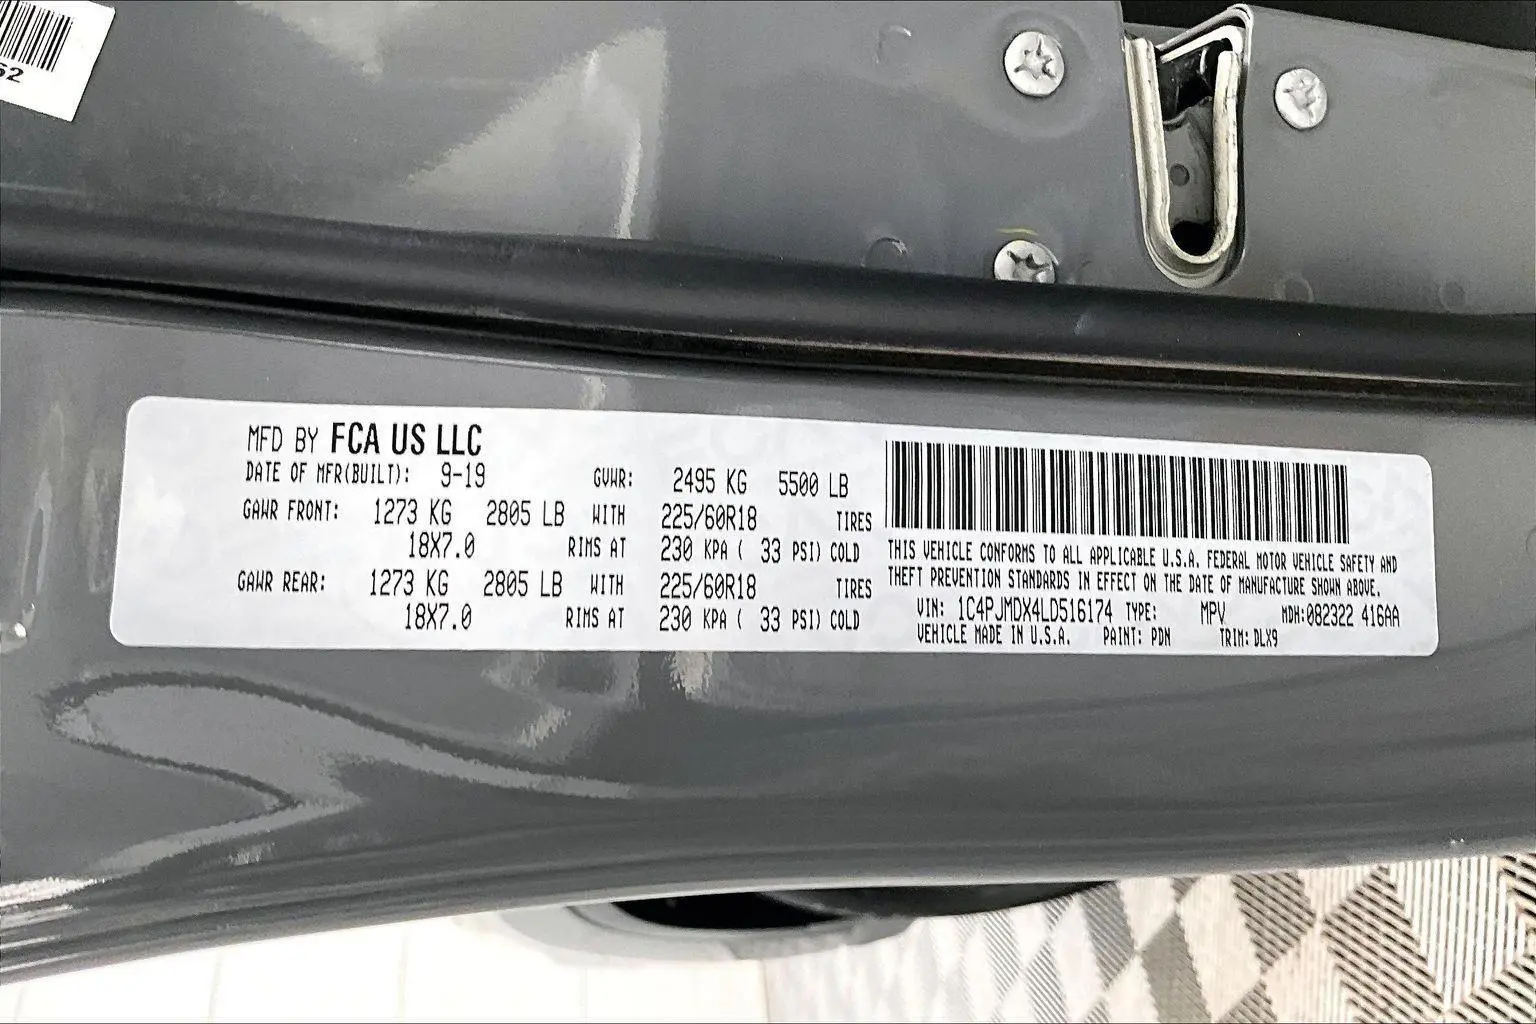 62
MFD BY FCA US LLC
DATE OF MFR(BUILT): 9-19 GVWR: 2495 KG 5500 LB
GAWR FRONT: 1273 KG 2805 LB WITH 225/60R18 TIRES
18X7.0 RIMS AT 230 KPA ( 33 PSI) COLD
GAWR REAR: 1273 KG 2805 LB WITH 225/60R18 TIRES
18X7.0 RIMS AT 230 KPA ( 33 PSI) COLD
THIS VEHICLE CONFORMS TO ALL APPLICABLE U.S.A. FEDERAL MOTOR VEHICLE SAFETY AND
THEFT PREVENTION STANDARDS IN EFFECT ON THE DATE OF MANUFACTURE SHOWN ABOVE.
VIN: 1C4PJMDX4LD516174 TYPE: MPV MDH:082322 416AA
VEHICLE MADE IN U.S.A. PAINT: PDN TRIM: DLX9